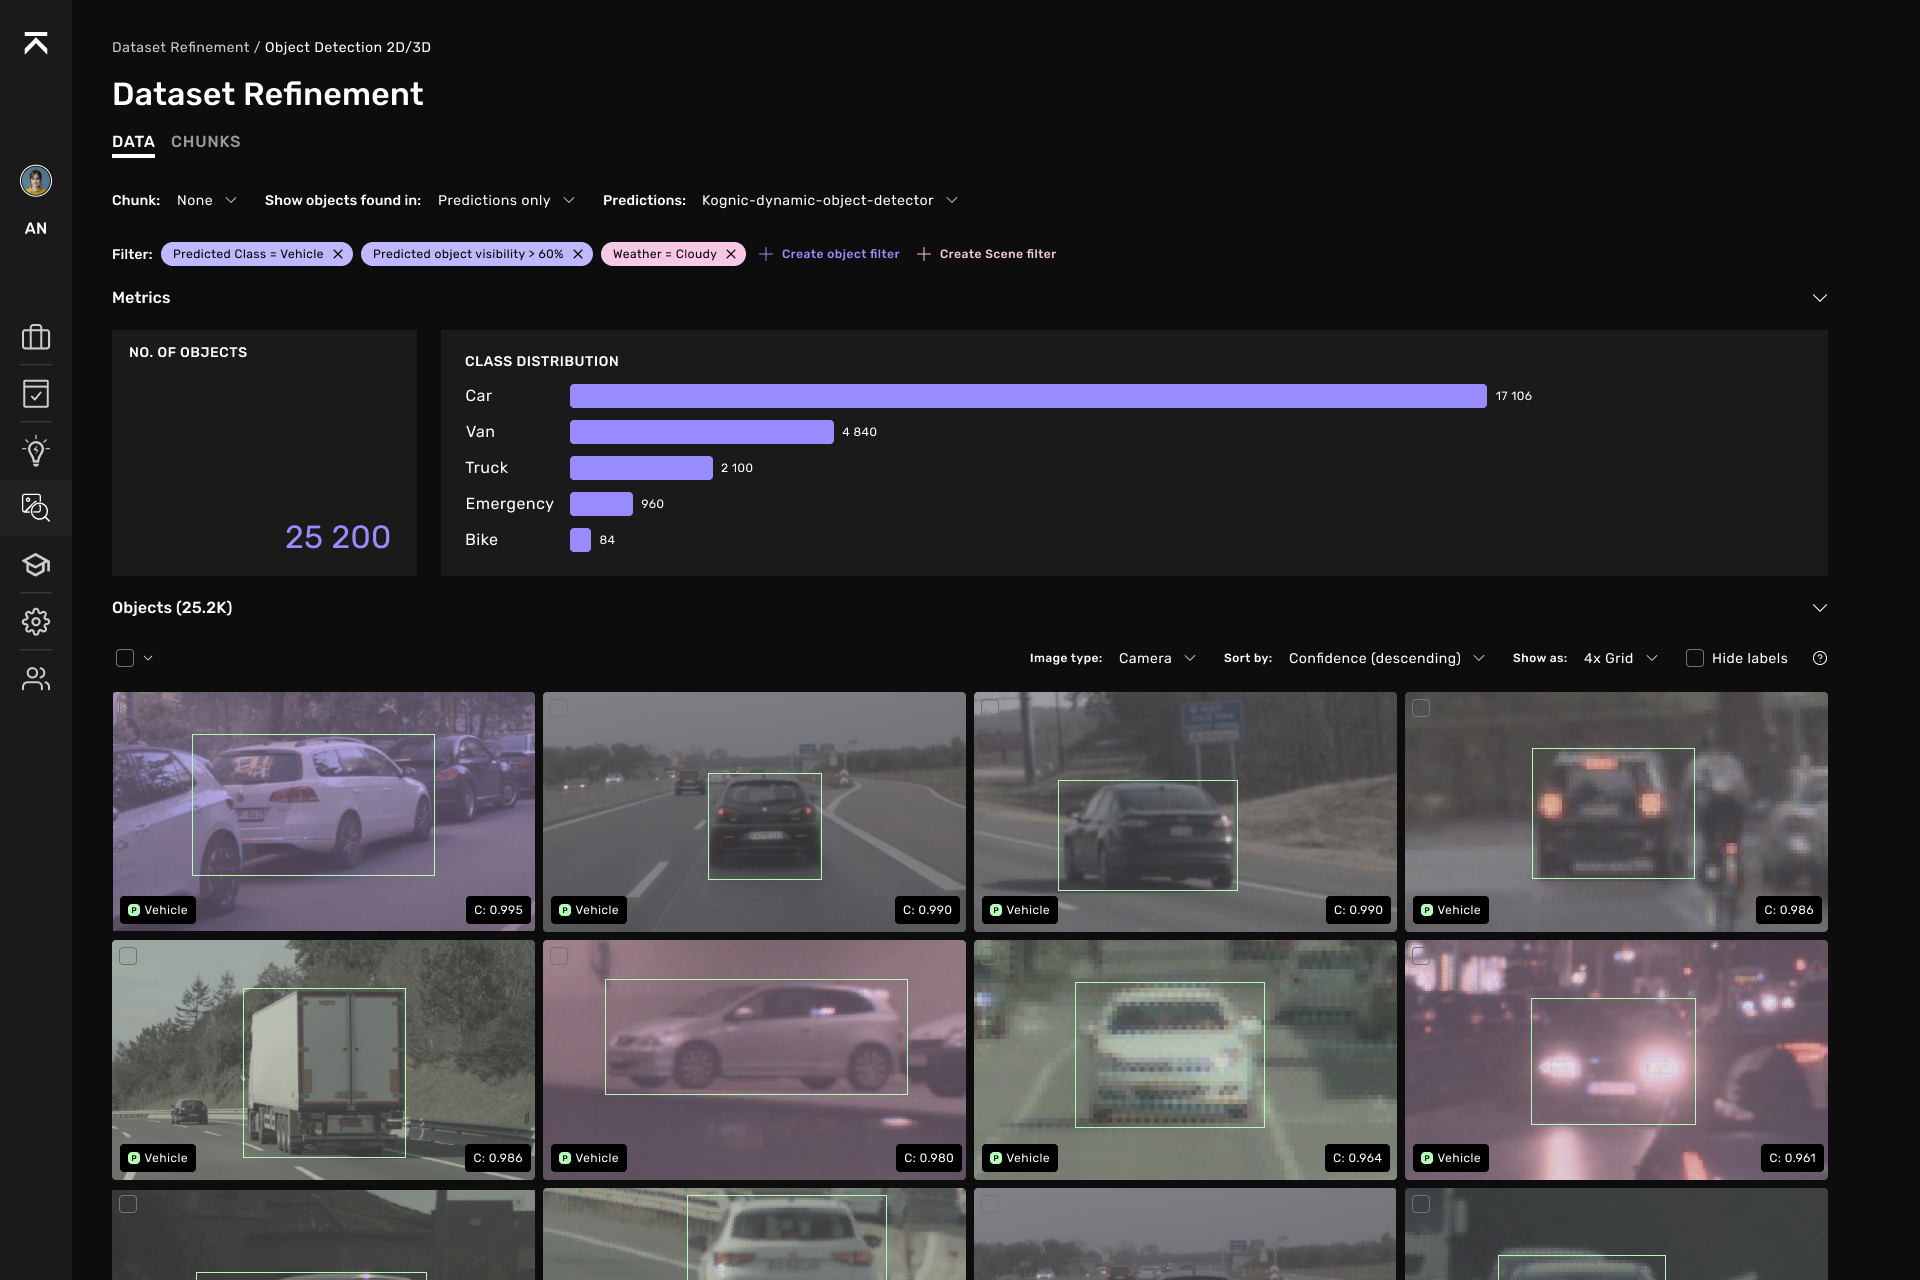 Dataset Refinement / Object Detection 2D/3D
Dataset Refinement
DATA CHUNKS
AN
Chunk: None Show objects found in: Predictions only Predictions: Kognic-dynamic-object-detector
Filter: Predicted Class = Vehicle Predicted object visibility > 60% Weather = Cloudy Create object filter Create Scene filter
Metrics
NO. OF OBJECTS
25 200
CLASS DISTRIBUTION
Car 17 106
Van 4 840
Truck 2 100
Emergency 960
Bike 84
Objects (25.2K)
Image type: Camera Sort by: Confidence (descending) Show as: 4x Grid Hide labels
P Vehicle C: 0.995
P Vehicle C: 0.990
P Vehicle C: 0.990
P Vehicle C: 0.986
P Vehicle C: 0.986
P Vehicle C: 0.980
P Vehicle C: 0.964
P Vehicle C: 0.961